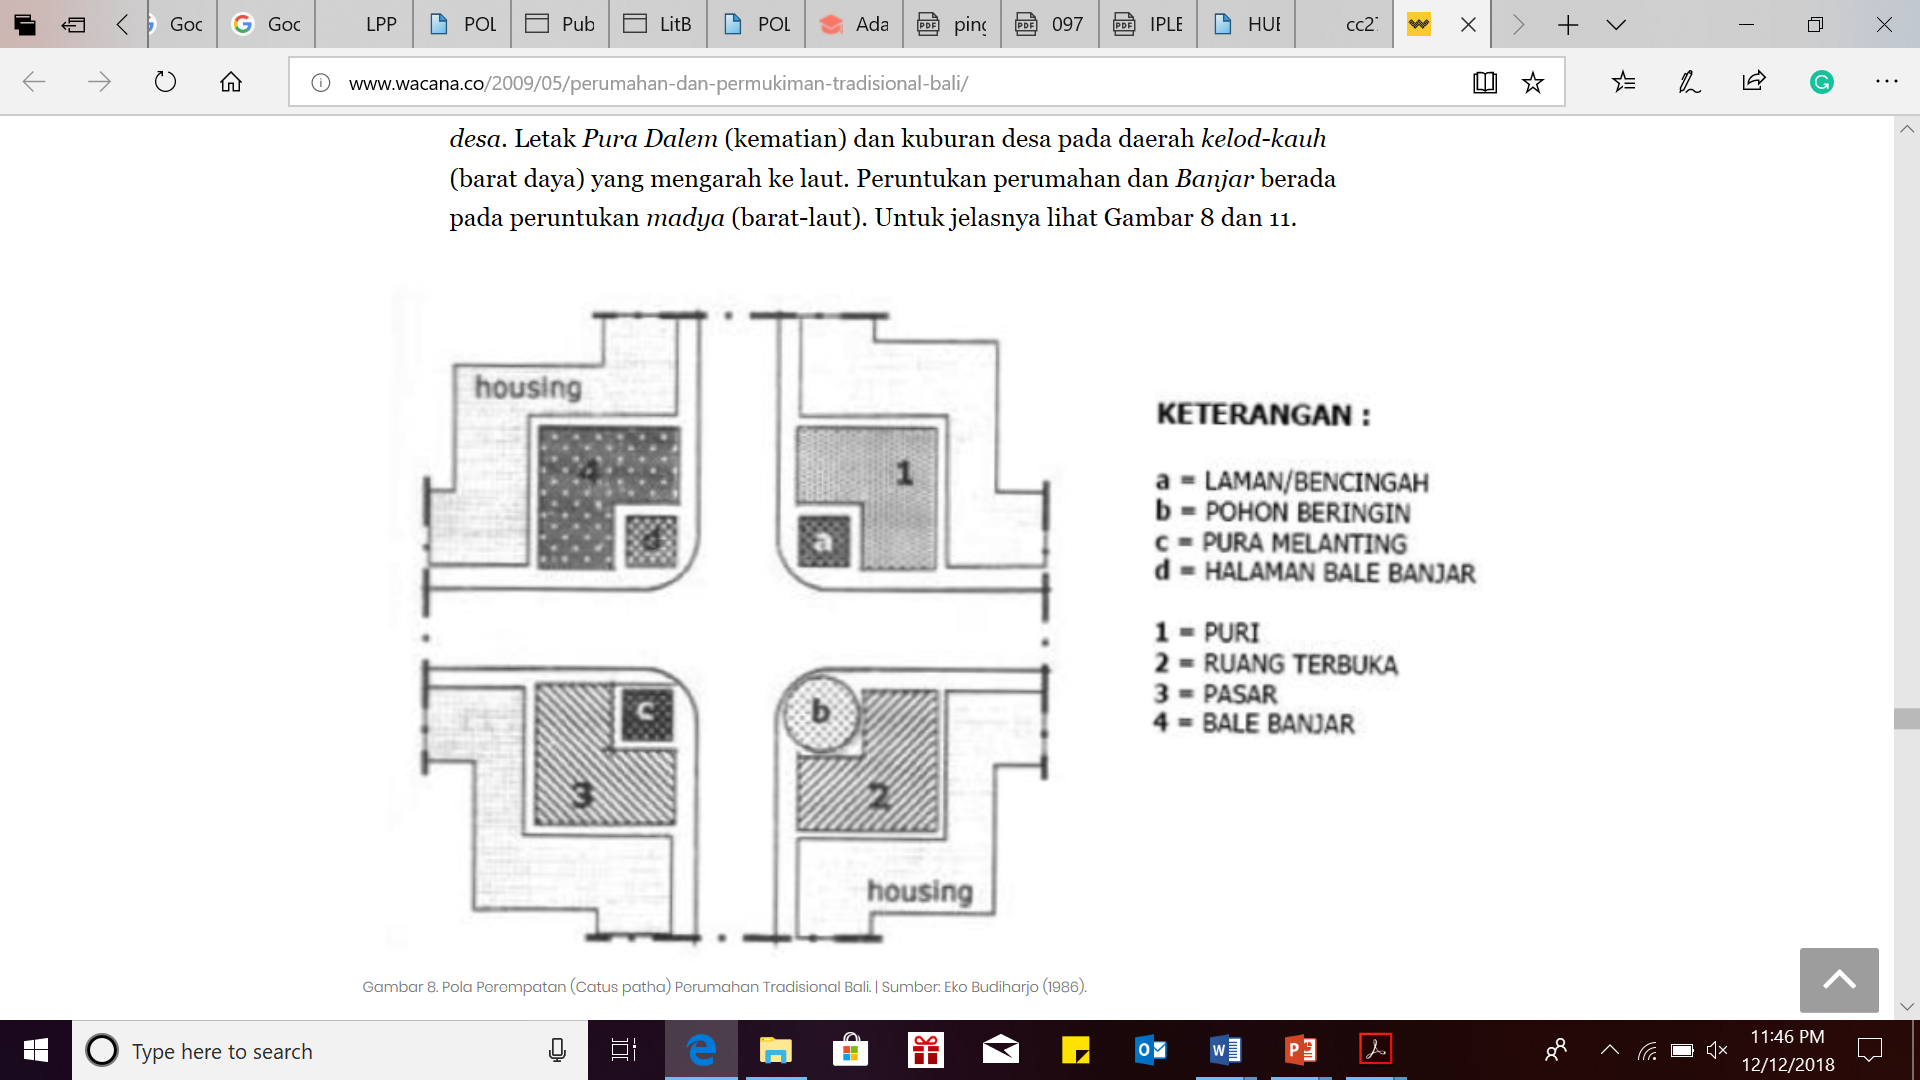 Goc
Goc
LPP
POL
Pub
LitB
POL
Ada
PDF
PDF
097
PDF
IPLE
HUE
www.wacana.co/2009/05/perumahan-dan-permukiman-tradisional-bali/
desa. Letak Pura Dalem (kematian) dan kuburan desa pada daerah kelod-kauh
(barat daya) yang mengarah ke laut. Peruntukan perumahan dan Banjar berada
pada peruntukan madya (barat-laut). Untuk jelasnya lihat Gambar 8 dan 11.
housing
4
d
1
a
c
3
b
2
housing
KETERANGAN :
a = LAMAN/BENCINGAH
b = POHON BERINGIN
c = PURA MELANTING
d = HALAMAN BALE BANJAR
1 = PURI
2 = RUANG TERBUKA
3 = PASAR
4 = BALE BANJAR
Gambar 8. Pola Perempatan (Catus patha) Perumahan Tradisional Bali. | Sumber: Eko Budiharjo (1986).
Type here to search
11:46 PM
12/12/2018